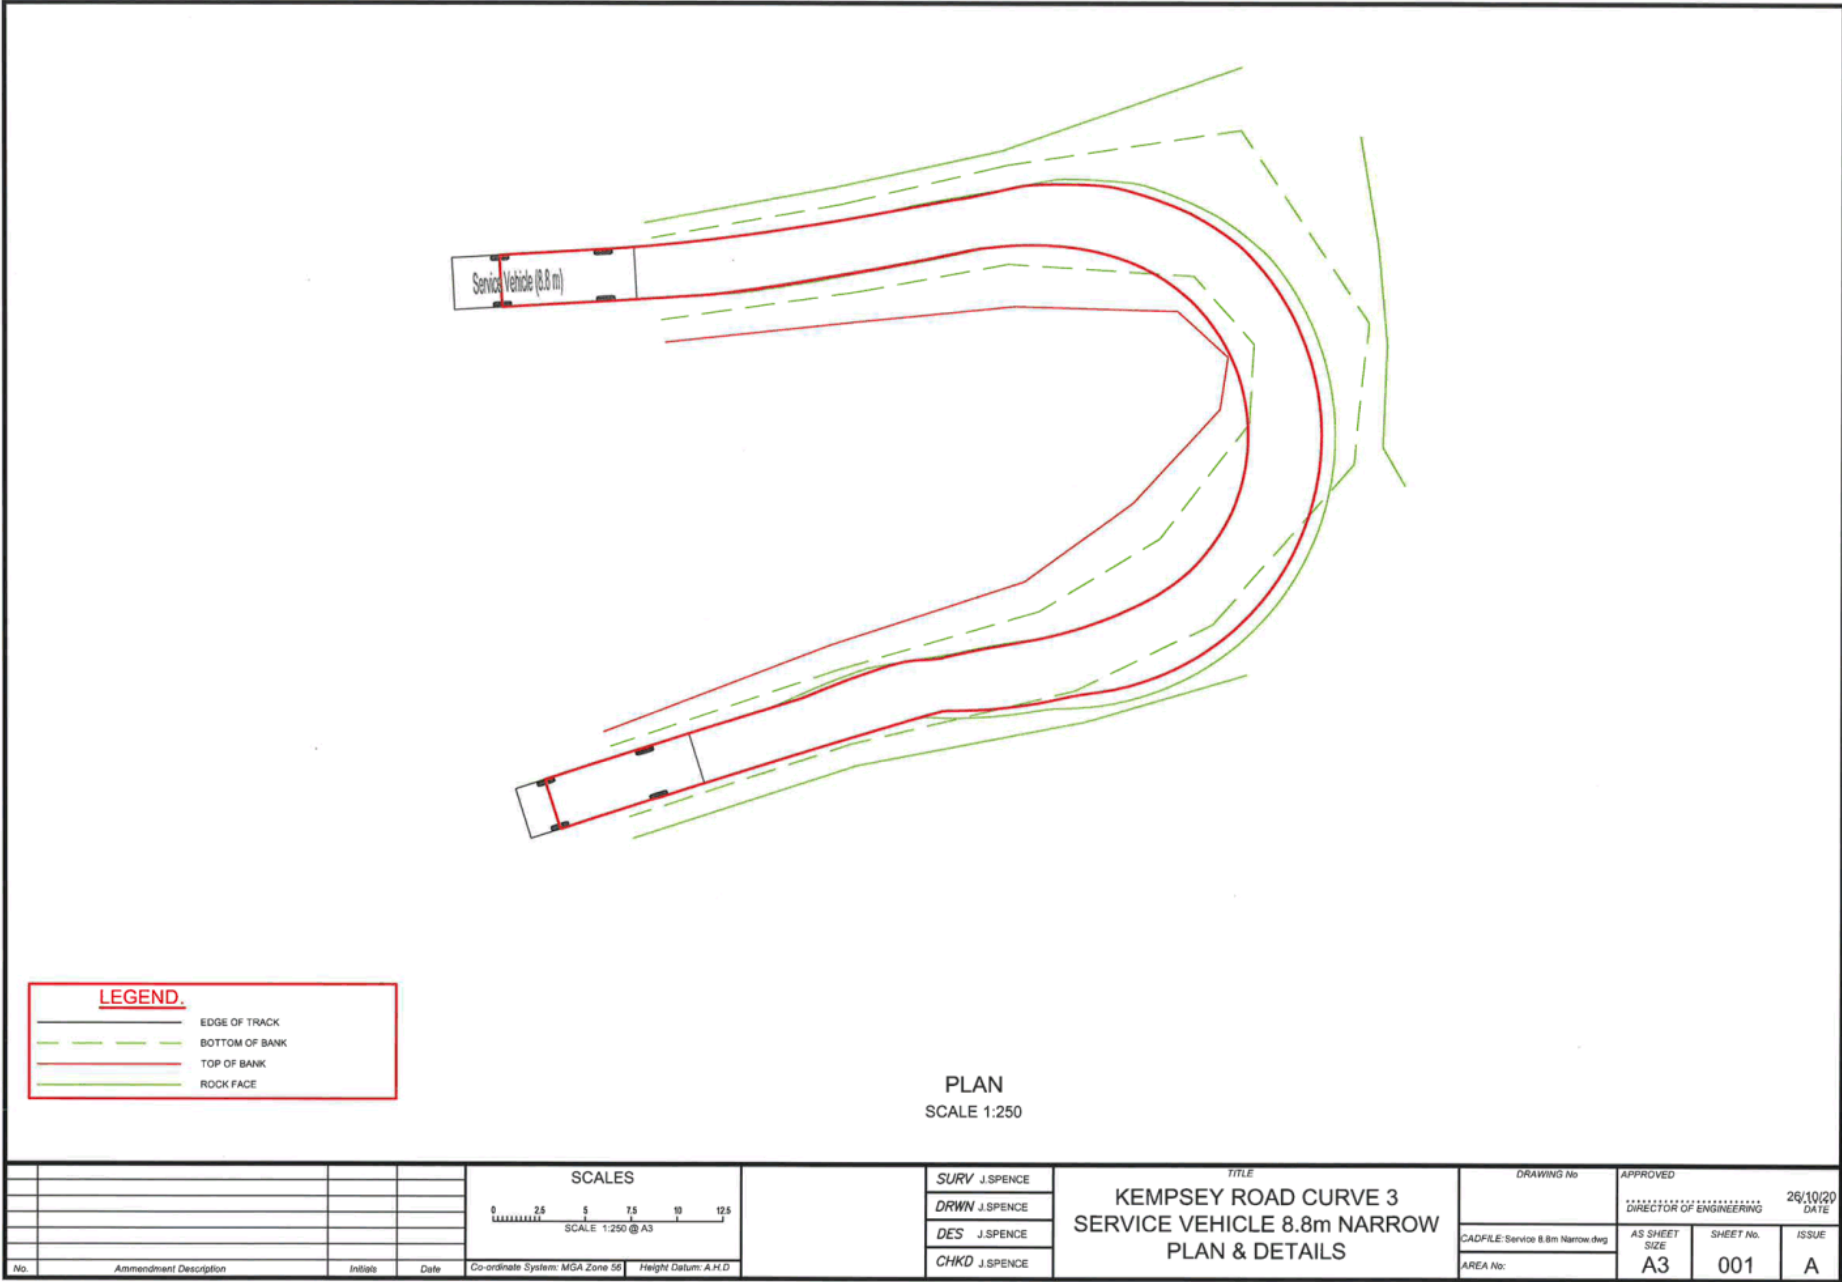 Service Vehicle (8.8 m)
LEGEND.
EDGE OF TRACK
BOTTOM OF BANK
TOP OF BANK
ROCK FACE
PLAN
SCALE 1:250
No.
Ammendment Description
Initials
Date
SCALES
0 2.5 5 7.5 10 12.5
SCALE 1:250 @ A3
Co-ordinate System: MGA Zone 56
Height Datum: A.H.D
SURV J.SPENCE
DRWN J.SPENCE
DES J.SPENCE
CHKD J.SPENCE
TITLE
KEMPSEY ROAD CURVE 3
SERVICE VEHICLE 8.8m NARROW
PLAN & DETAILS
DRAWING No
CADFILE: Service 8.8m Narrow.dwg
AREA No:
APPROVED
26/10/20
DIRECTOR OF ENGINEERING DATE
AS SHEET
SIZE
A3
SHEET No.
001
ISSUE
A